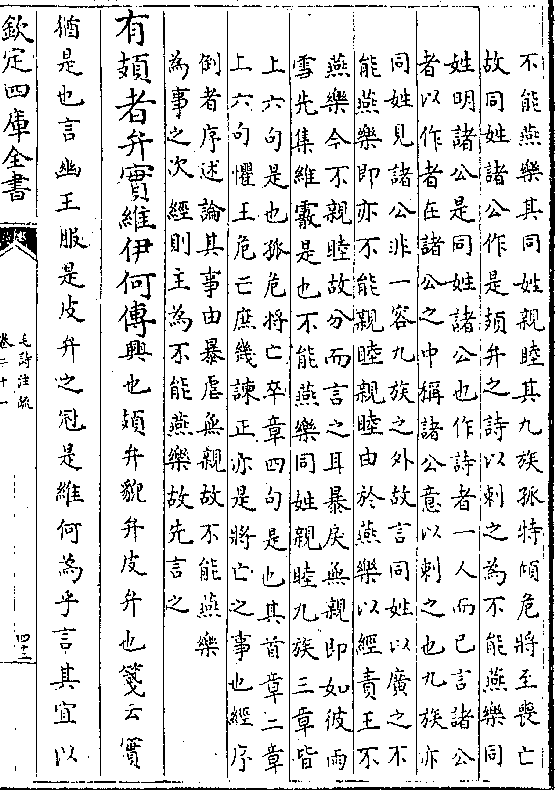 不能燕樂其同姓親睦其九族孤特傾危將至喪亡
故同姓諸公作是頍弁之詩以刺之為不能燕樂同
姓明諸公是同姓諸公也作詩者一人而已言諸公
者以作者在諸公之中稱諸公意以刺之也九族亦
同姓見諸公非一容九族之外故言同姓以廣之不
能燕樂即亦不能親睦親睦由於燕樂以經責王不
燕樂令不親睦故分而言之耳暴戾無親即如彼雨
雪先集維霰是也不能燕樂同姓親睦九族三章皆
上六句是也孤危將亡卒章四句是也其首章二章
上六句懼王危亡庶幾諫正亦是將亡之事也經序
倒者序述論其事由暴虐無親故不能燕樂
為事之次經則主為不能燕樂故先言之
有頍者弁實維伊何傳興也頍弁貌弁皮弁也箋云實
猶是也言幽王服是皮弁之冠是維何為乎言其宜以
欽定四庫全書
毛詩注疏
卷二十一
四十二